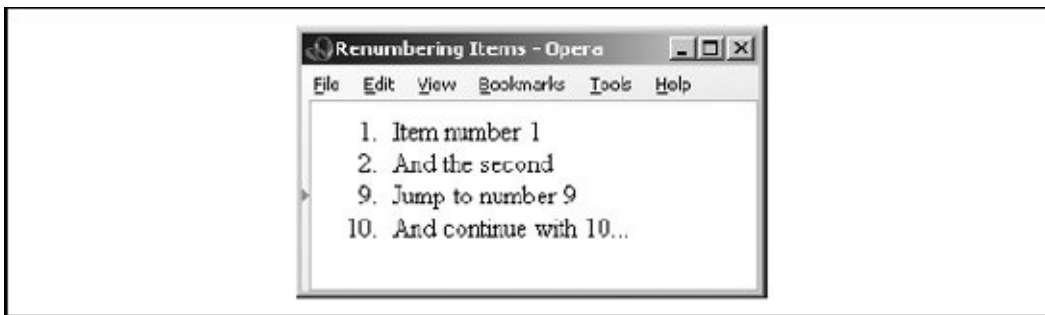 Renumbering Items - Opera
File Edit View Bookmarks Tools Help
1. Item number 1
2. And the second
9. Jump to number 9
10. And continue with 10...